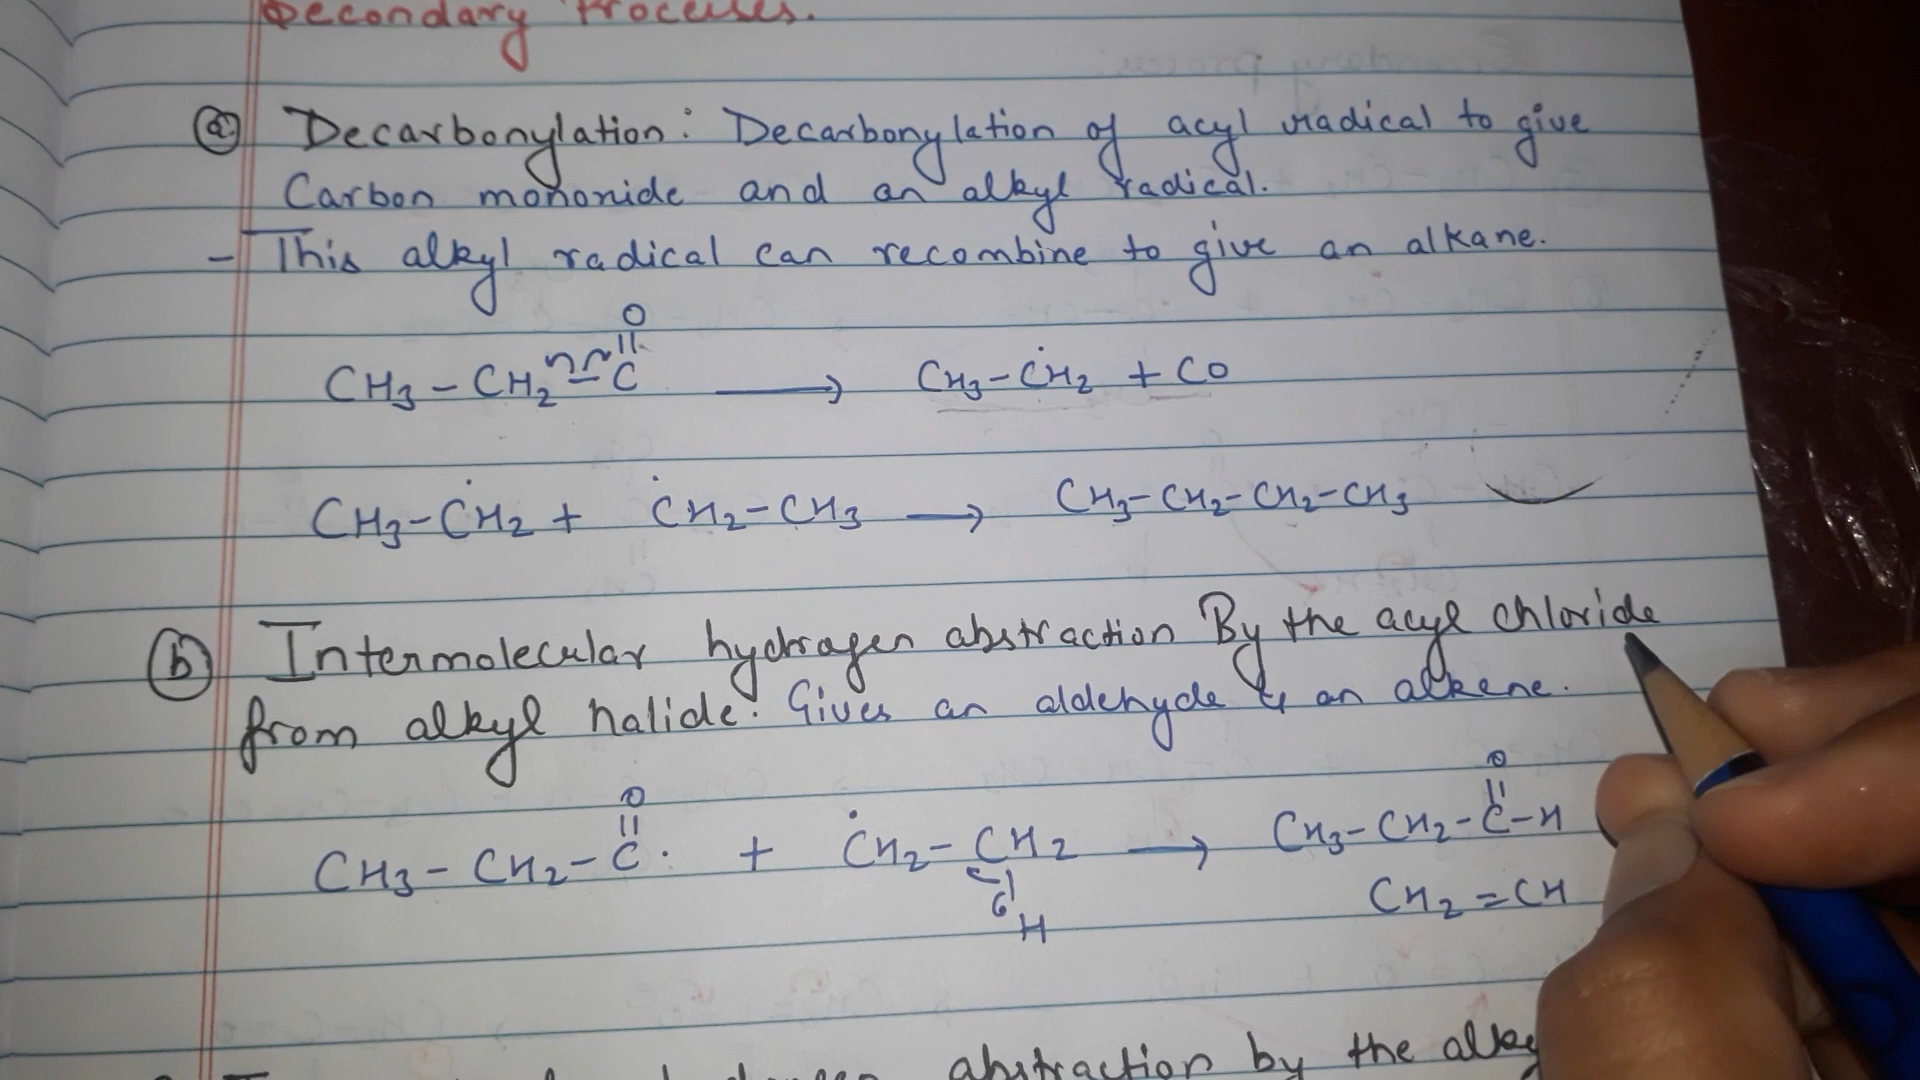 Secondary Processes.
ⓐ Decarbonylation: Decarbonylation of acyl radical to give
Carbon monoxide and an alkyl radical.
- This alkyl radical can recombine to give an alkane.
O
||
CH3-CH2-C ⟶ CH3-ĊH2 + CO
CH3-ĊH2 + ĊH2-CH3 ⟶ CH3-CH2-CH2-CH3
ⓑ Intermolecular hydrogen abstraction By the acyl chloride
from alkyl halide. Gives an aldehyde & an alkene.
O O
|| ||
CH3-CH2-C· + ĊH2-CH2 ⟶ CH3-CH2-C-H
H CH2=CH
abstraction by the